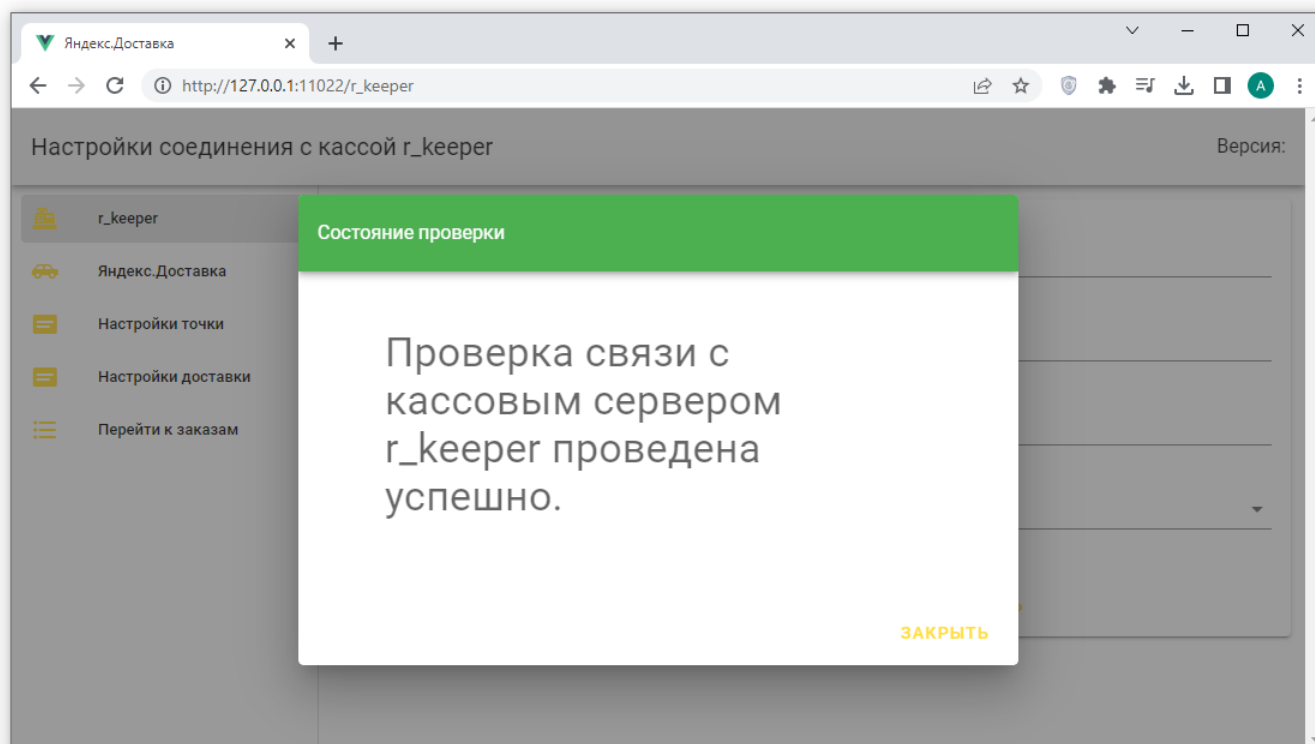 Яндекс.Доставка
http://127.0.0.1:11022/r_keeper
A
Настройки соединения с кассой r_keeper
Версия:
r_keeper
Яндекс.Доставка
Настройки точки
Настройки доставки
Перейти к заказам
Состояние проверки
Проверка связи с
кассовым сервером
r_keeper проведена
успешно.
ЗАКРЫТЬ